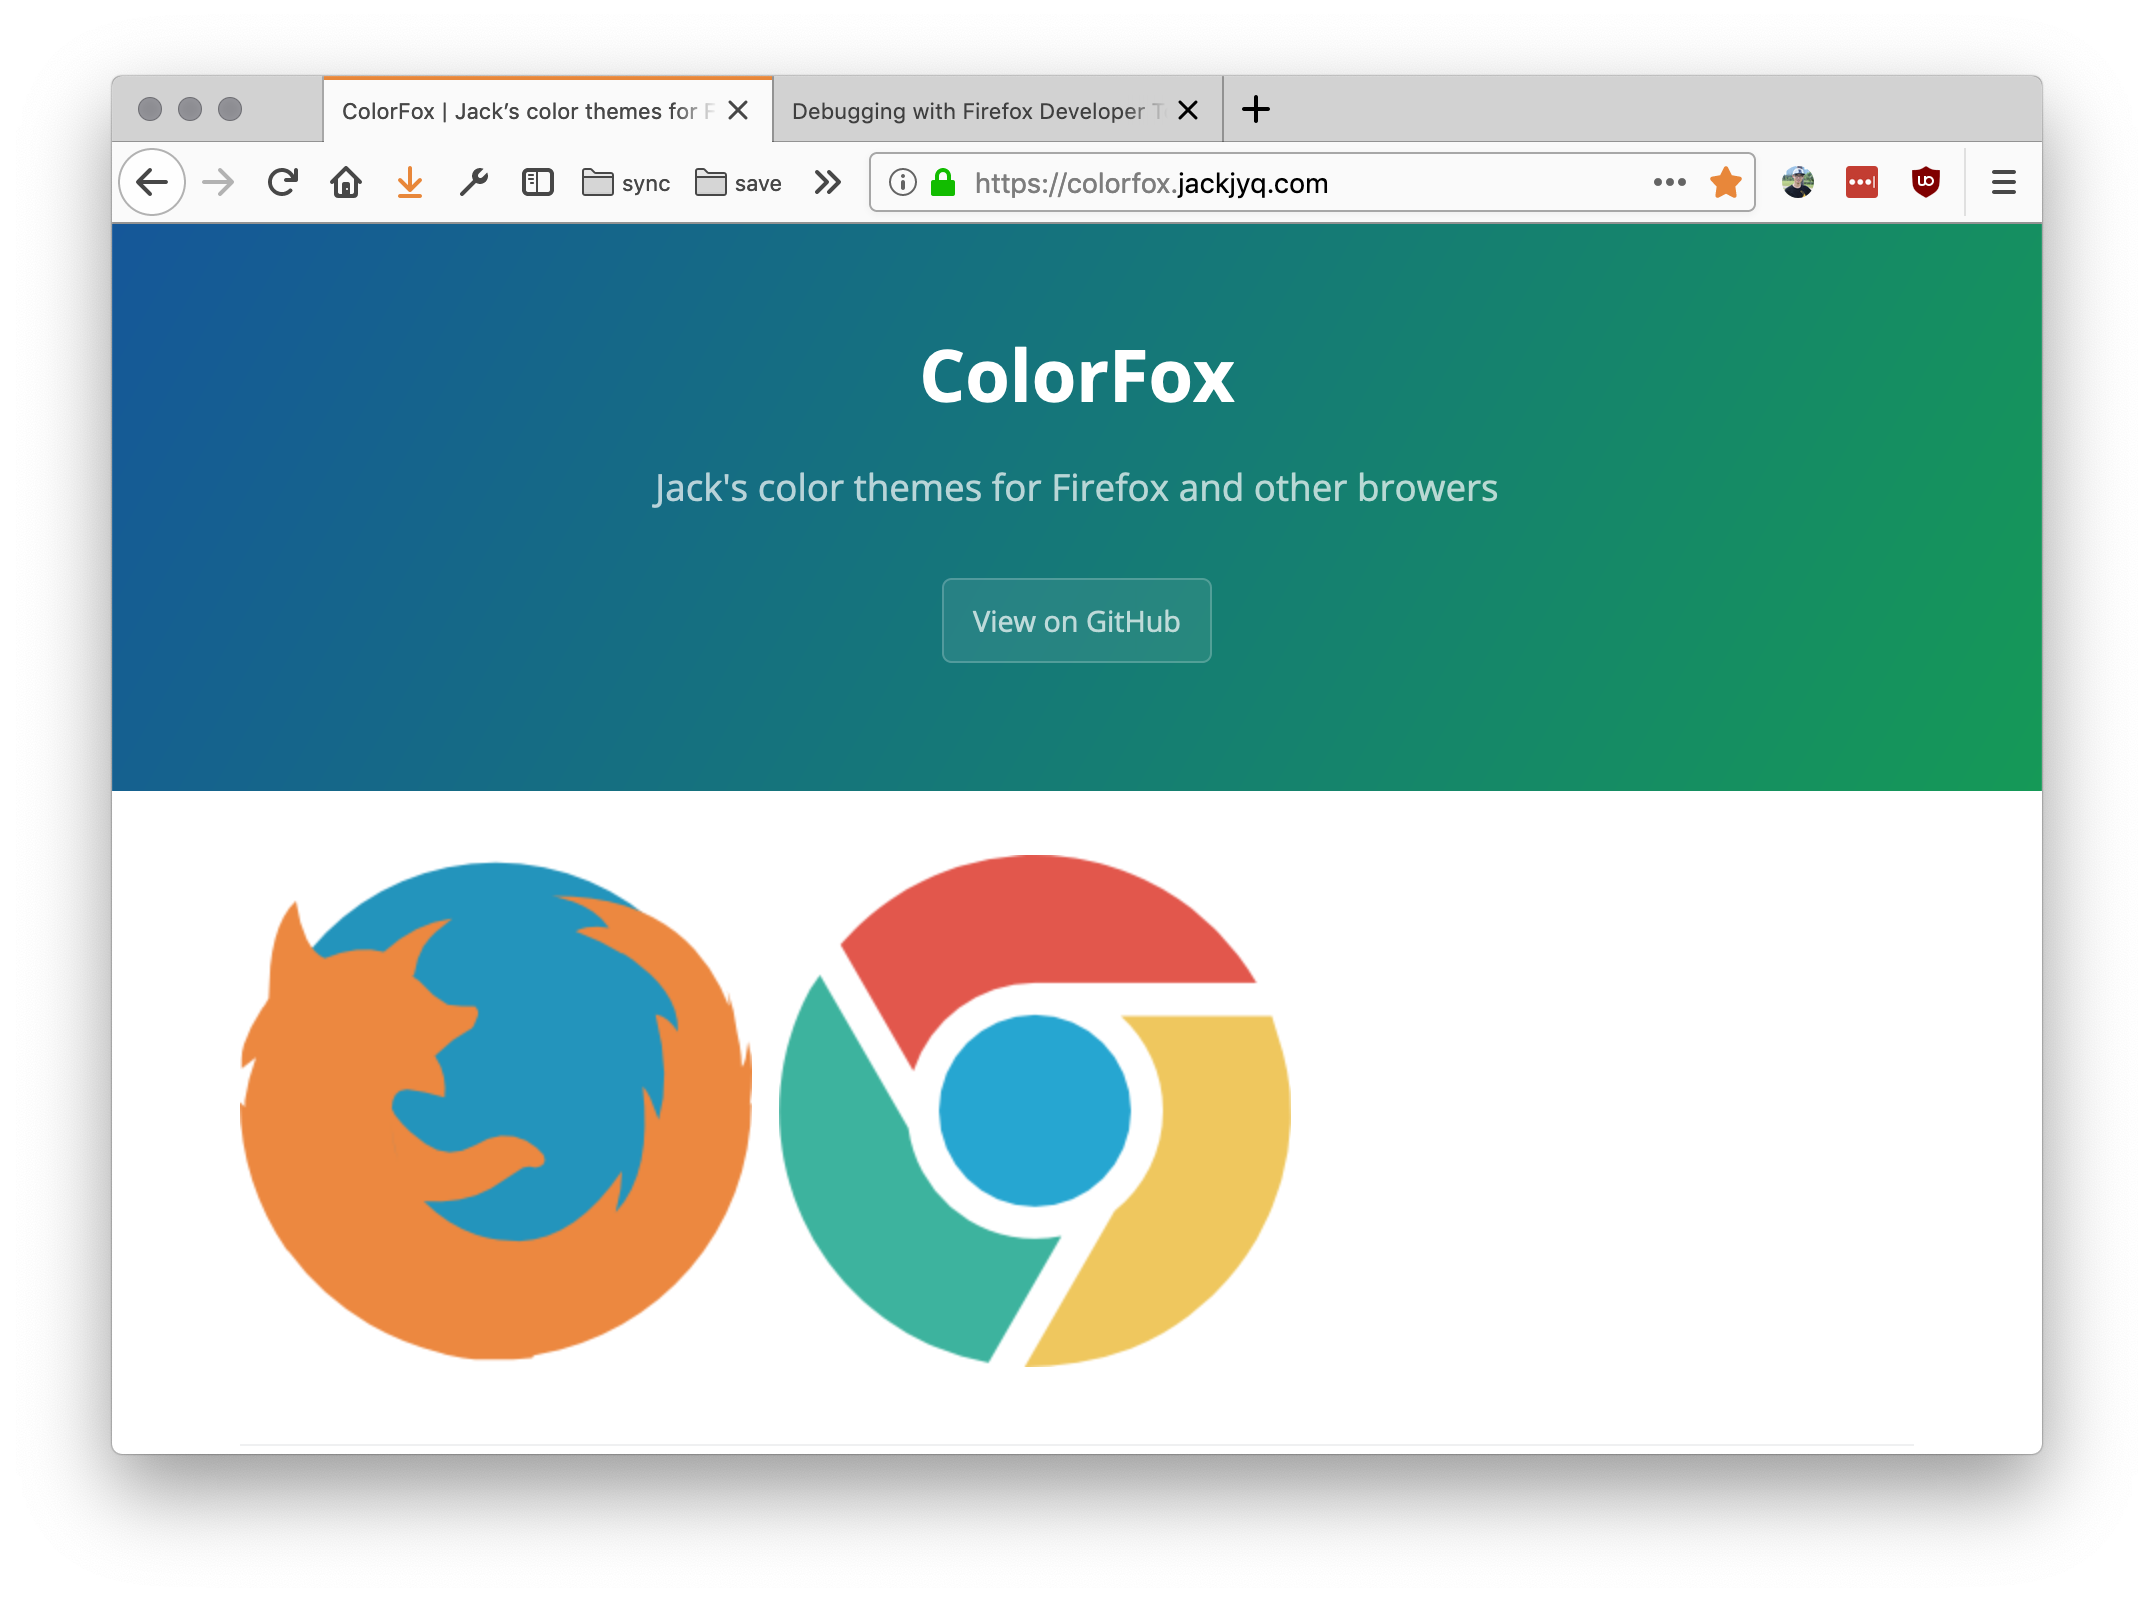 ColorFox | Jack’s color themes for F
Debugging with Firefox Developer T
sync
save
https://colorfox.jackjyq.com
ColorFox
Jack's color themes for Firefox and other browers
View on GitHub